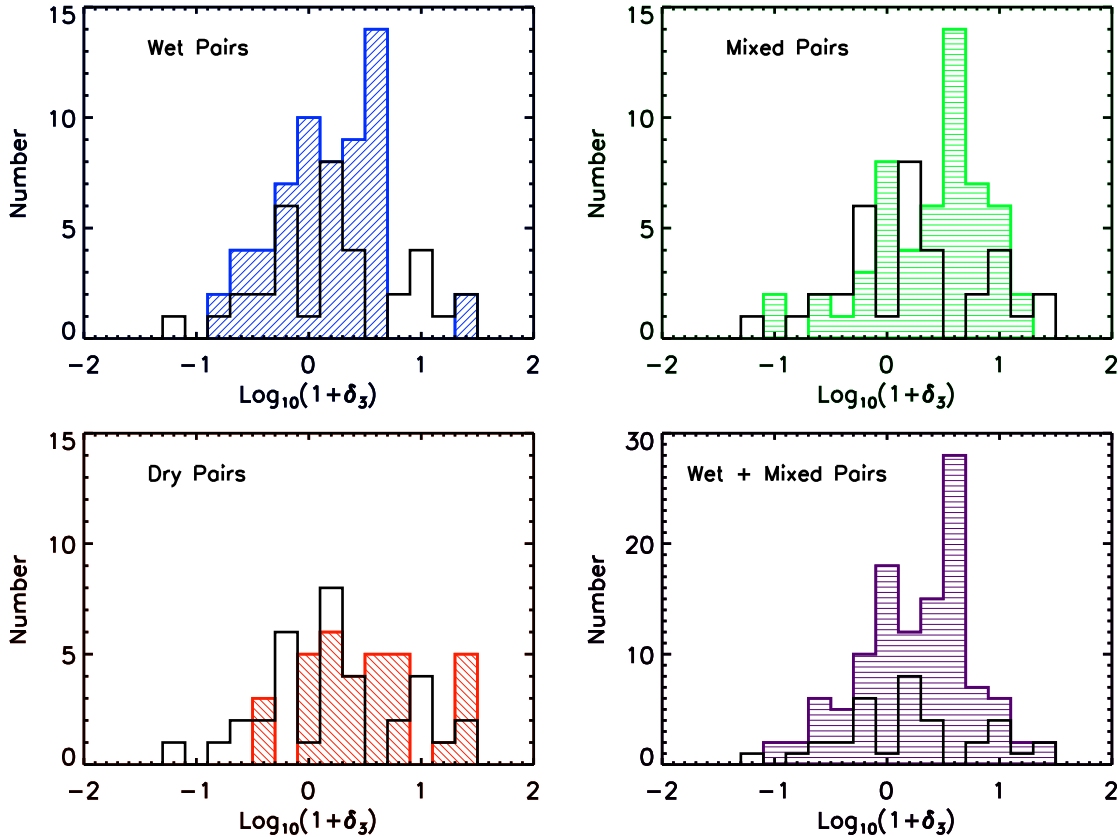 Wet Pairs
15
10
5
0
Number
-2 -1 0 1 2
Log₁₀(1+δ₃)
Mixed Pairs
15
10
5
0
Number
-2 -1 0 1 2
Log₁₀(1+δ₃)
Dry Pairs
15
10
5
0
Number
-2 -1 0 1 2
Log₁₀(1+δ₃)
Wet + Mixed Pairs
30
20
10
0
Number
-2 -1 0 1 2
Log₁₀(1+δ₃)